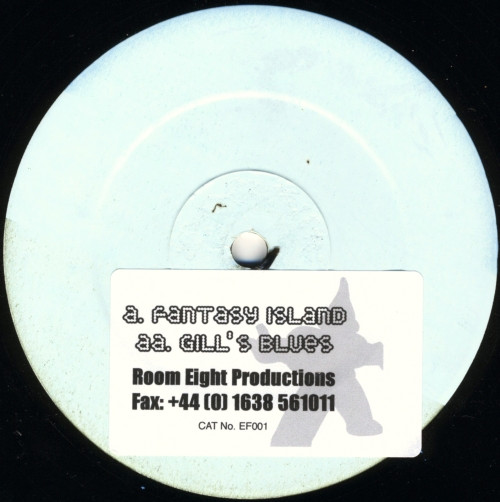 a. Fantasy Island
aa. Gill's Blues
Room Eight Productions
Fax: +44 (0) 1638 561011
CAT No. EF001